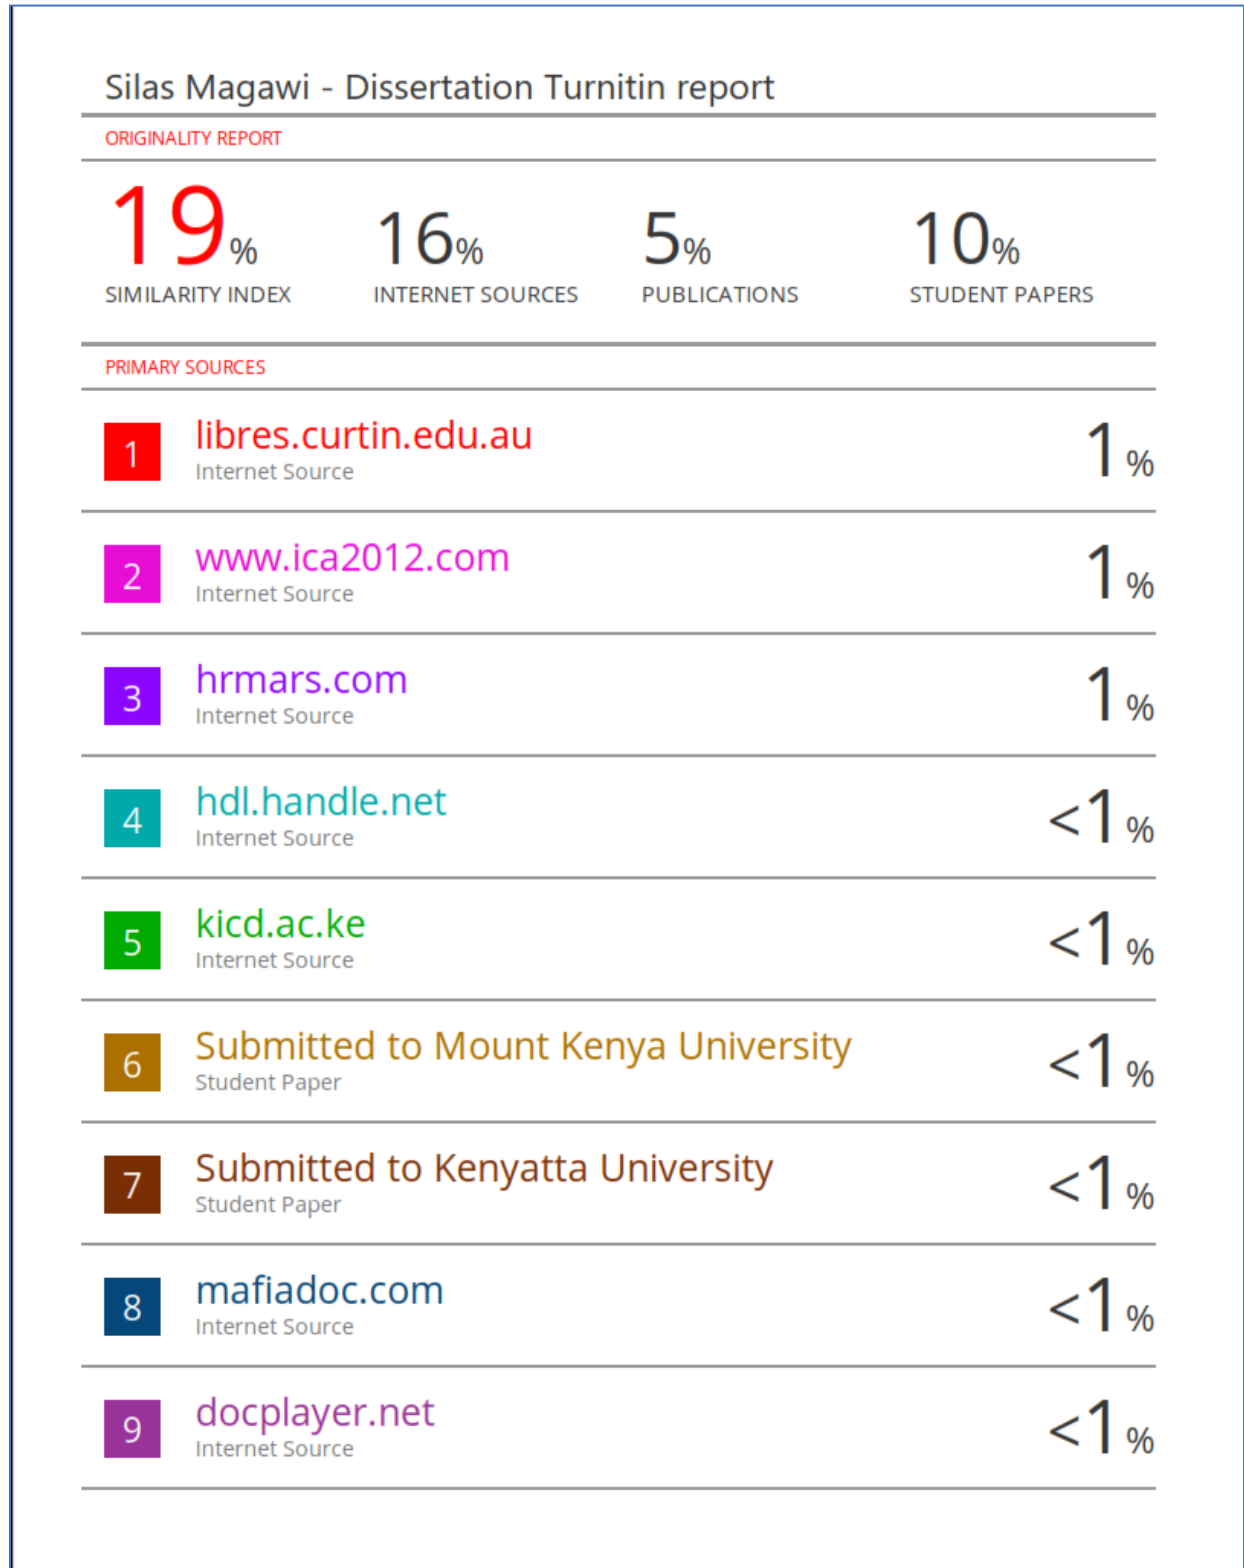 Silas Magawi - Dissertation Turnitin report
ORIGINALITY REPORT
19% 16% 5% 10%
SIMILARITY INDEX INTERNET SOURCES PUBLICATIONS STUDENT PAPERS
PRIMARY SOURCES
1 libres.curtin.edu.au 1%
Internet Source
2 www.ica2012.com 1%
Internet Source
3 hrmars.com 1%
Internet Source
4 hdl.handle.net <1%
Internet Source
5 kicd.ac.ke <1%
Internet Source
6 Submitted to Mount Kenya University <1%
Student Paper
7 Submitted to Kenyatta University <1%
Student Paper
8 mafiadoc.com <1%
Internet Source
9 docplayer.net <1%
Internet Source